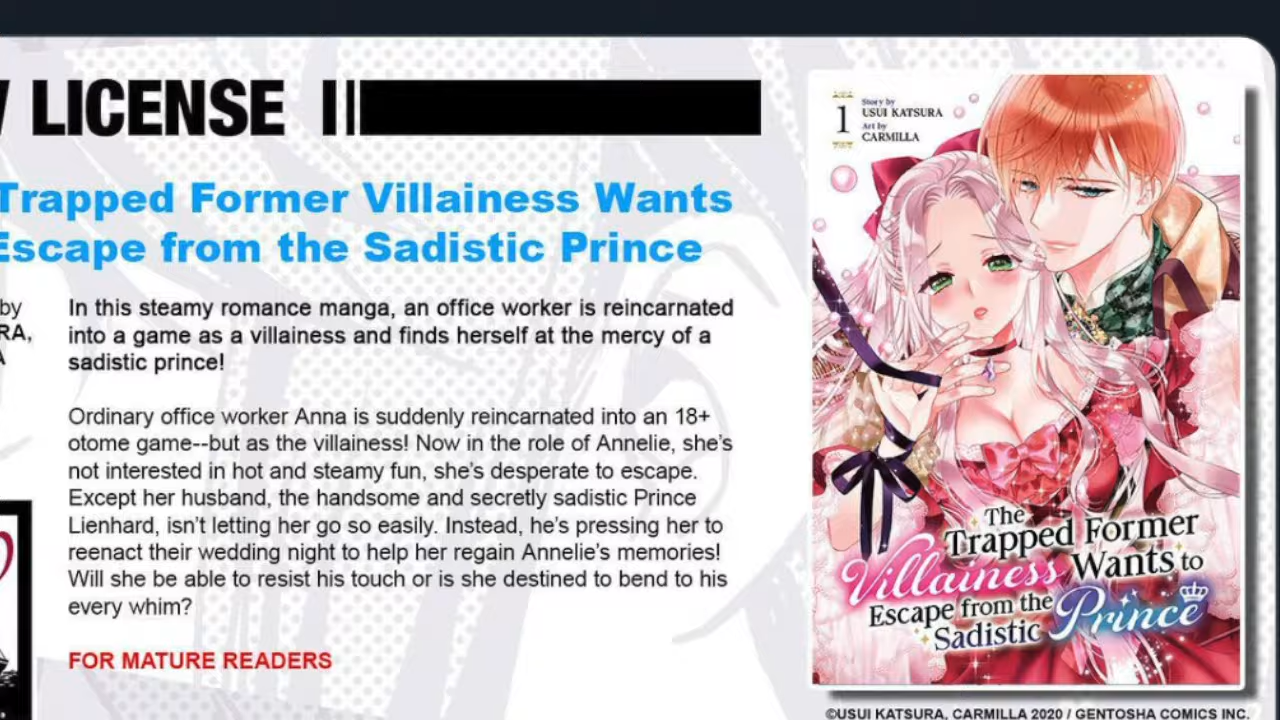 LICENSE
Trapped Former Villainess Wants
Escape from the Sadistic Prince
by
RA,
A
In this steamy romance manga, an office worker is reincarnated
into a game as a villainess and finds herself at the mercy of a
sadistic prince!
Ordinary office worker Anna is suddenly reincarnated into an 18+
otome game--but as the villainess! Now in the role of Annelie, she's
not interested in hot and steamy fun, she's desperate to escape.
Except her husband, the handsome and secretly sadistic Prince
Lienhard, isn't letting her go so easily. Instead, he's pressing her to
reenact their wedding night to help her regain Annelie's memories!
Will she be able to resist his touch or is she destined to bend to his
every whim?
FOR MATURE READERS
1
Story by
USUI KATSURA
Art by
CARMILLA
The
Trapped Former
Villainess Wants to
Escape from the
Sadistic Prince
©USUI KATSURA, CARMILLA 2020 / GENTOSHA COMICS INC.